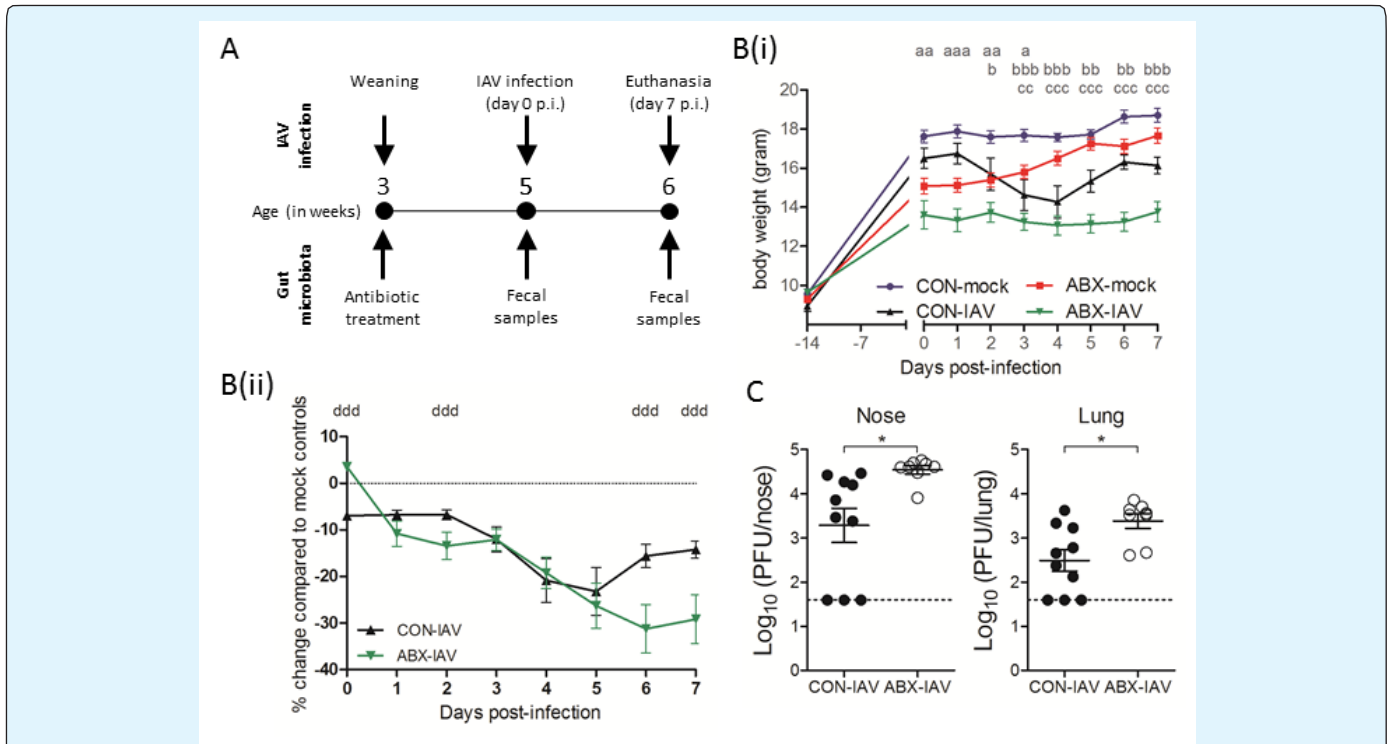 A
Weaning
IAV infection
(day 0 p.i.)
Euthanasia
(day 7 p.i.)
IAV
infection
3
5
6
Age (in weeks)
Gut
microbiota
Antibiotic
treatment
Fecal
samples
Fecal
samples
B(i)
aa aaa aa a
b bbb bbb bb bb bbb
cc ccc ccc ccc ccc
20
18
16
14
12
10
body weight (gram)
CON-mock ABX-mock
CON-IAV ABX-IAV
-14 -7 0 1 2 3 4 5 6 7
Days post-infection
B(ii)
ddd ddd ddd ddd
10
0
-10
-20
-30
-40
% change compared to mock controls
CON-IAV
ABX-IAV
0 1 2 3 4 5 6 7
Days post-infection
C
Nose
*
5
4
3
2
1
0
Log10 (PFU/nose)
CON-IAV ABX-IAV
Lung
*
5
4
3
2
1
0
Log10 (PFU/lung)
CON-IAV ABX-IAV